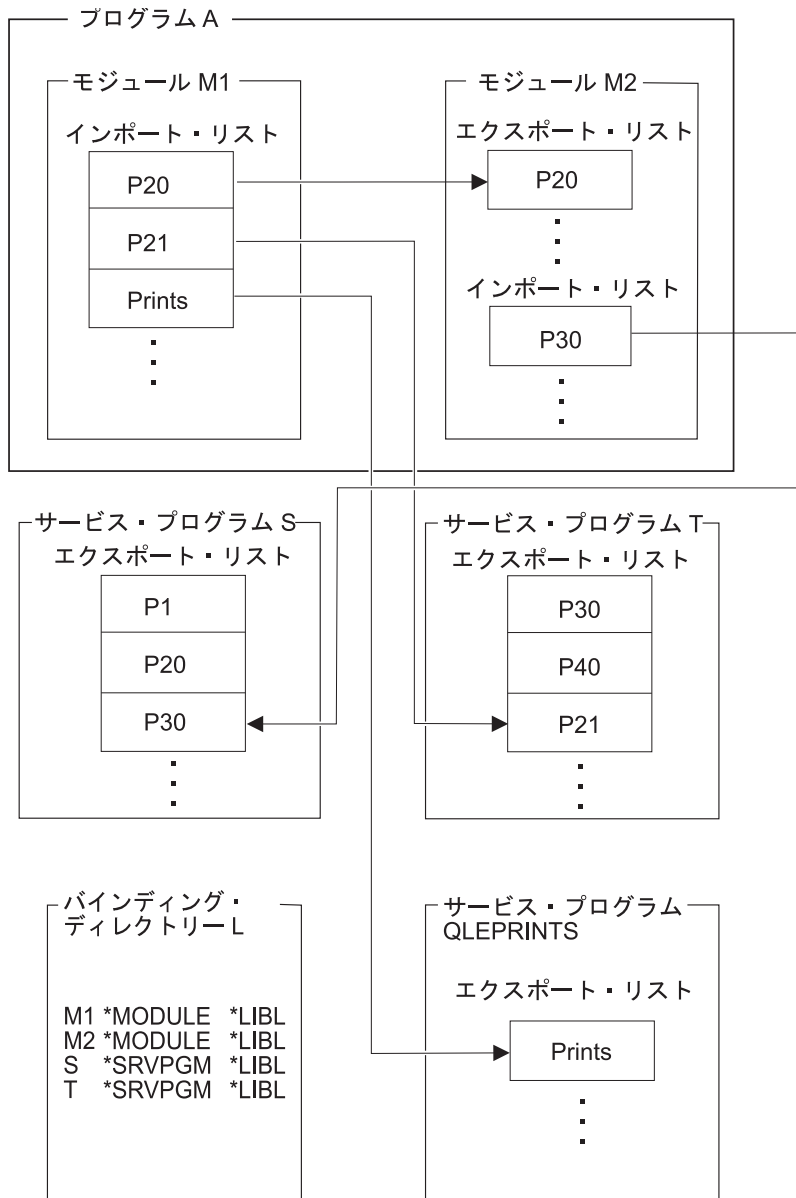 プログラム A
モジュール M1
インポート・リスト
P20
P21
Prints
モジュール M2
エクスポート・リスト
P20
インポート・リスト
P30
サービス・プログラム S
エクスポート・リスト
P1
P20
P30
サービス・プログラム T
エクスポート・リスト
P30
P40
P21
バインディング・
ディレクトリー L
M1 *MODULE *LIBL
M2 *MODULE *LIBL
S *SRVPGM *LIBL
T *SRVPGM *LIBL
サービス・プログラム
QLEPRINTS
エクスポート・リスト
Prints